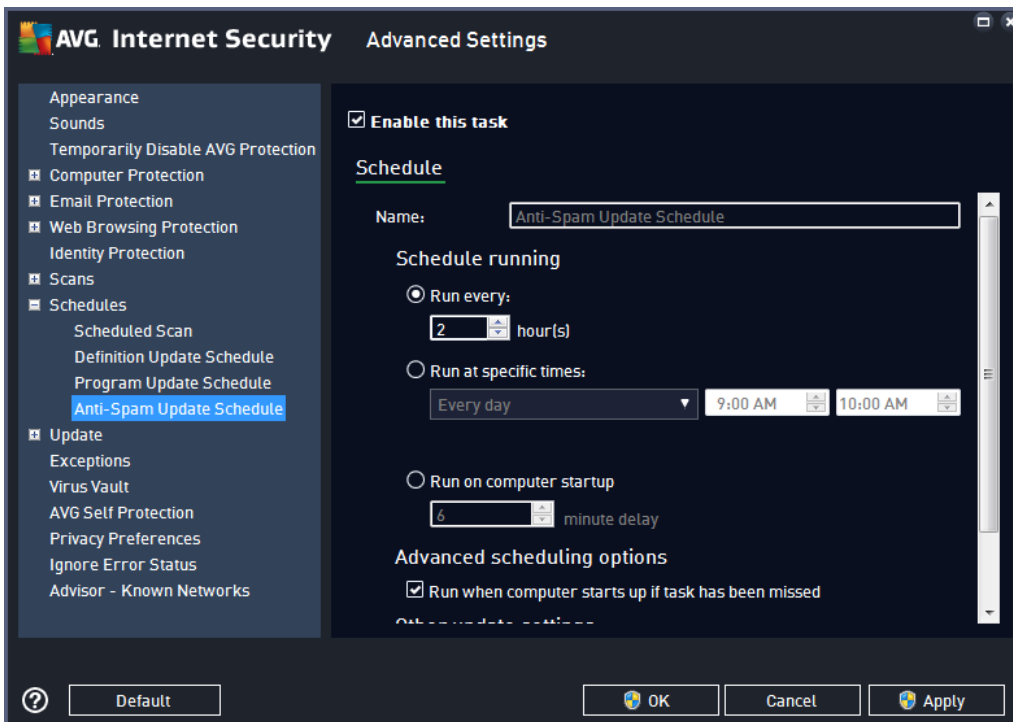 AVG. Internet Security Advanced Settings
Appearance
Sounds
Temporarily Disable AVG Protection
Computer Protection
Email Protection
Web Browsing Protection
Identity Protection
Scans
Schedules
Scheduled Scan
Definition Update Schedule
Program Update Schedule
Anti-Spam Update Schedule
Update
Exceptions
Virus Vault
AVG Self Protection
Privacy Preferences
Ignore Error Status
Advisor - Known Networks
Enable this task
Schedule
Name: Anti-Spam Update Schedule
Schedule running
Run every:
2 hour(s)
Run at specific times:
Every day 9:00 AM 10:00 AM
Run on computer startup
6 minute delay
Advanced scheduling options
Run when computer starts up if task has been missed
Other update settings
? Default OK Cancel Apply